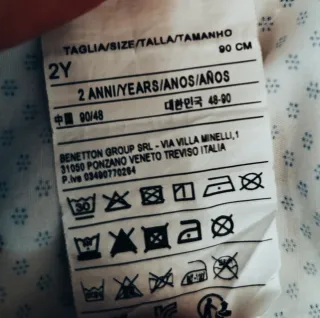 TAGLIA/SIZE/TALLA/TAMANHO
2Y 90 CM
2 ANNI/YEARS/ANOS/AÑOS
中国 90/48 대한민국 48-90
BENETTON GROUP SRL - VIA VILLA MINELLI,1
31050 PONZANO VENETO TREVISO ITALIA
P.iva 03490770264